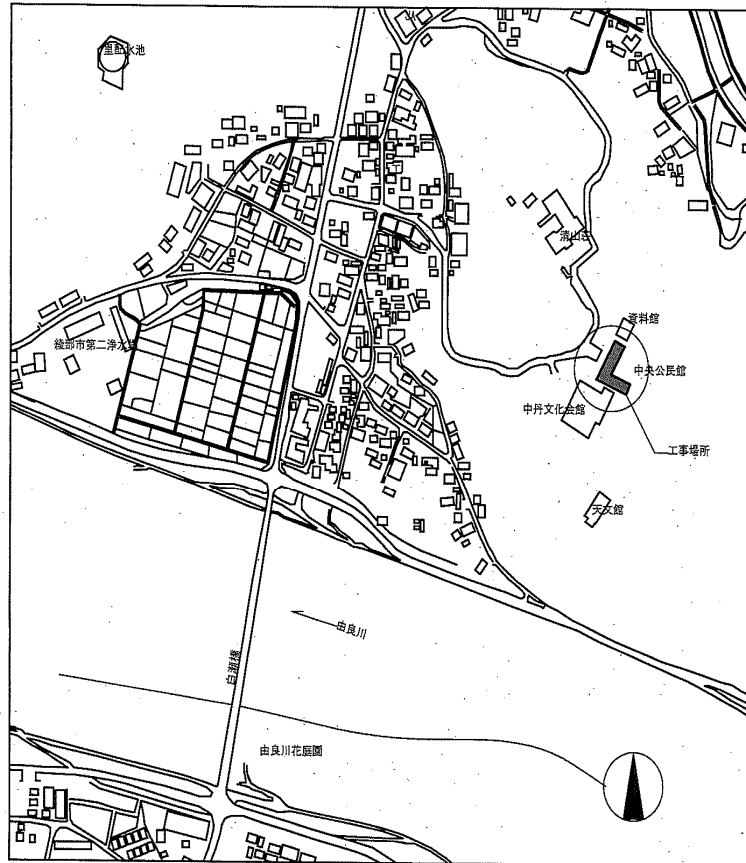 里配水池
清山荘
資料館
綾部市第二浄水場
中央公民館
中丹文化会館
工事場所
天文館
由良川
白瀬橋
由良川花庭園